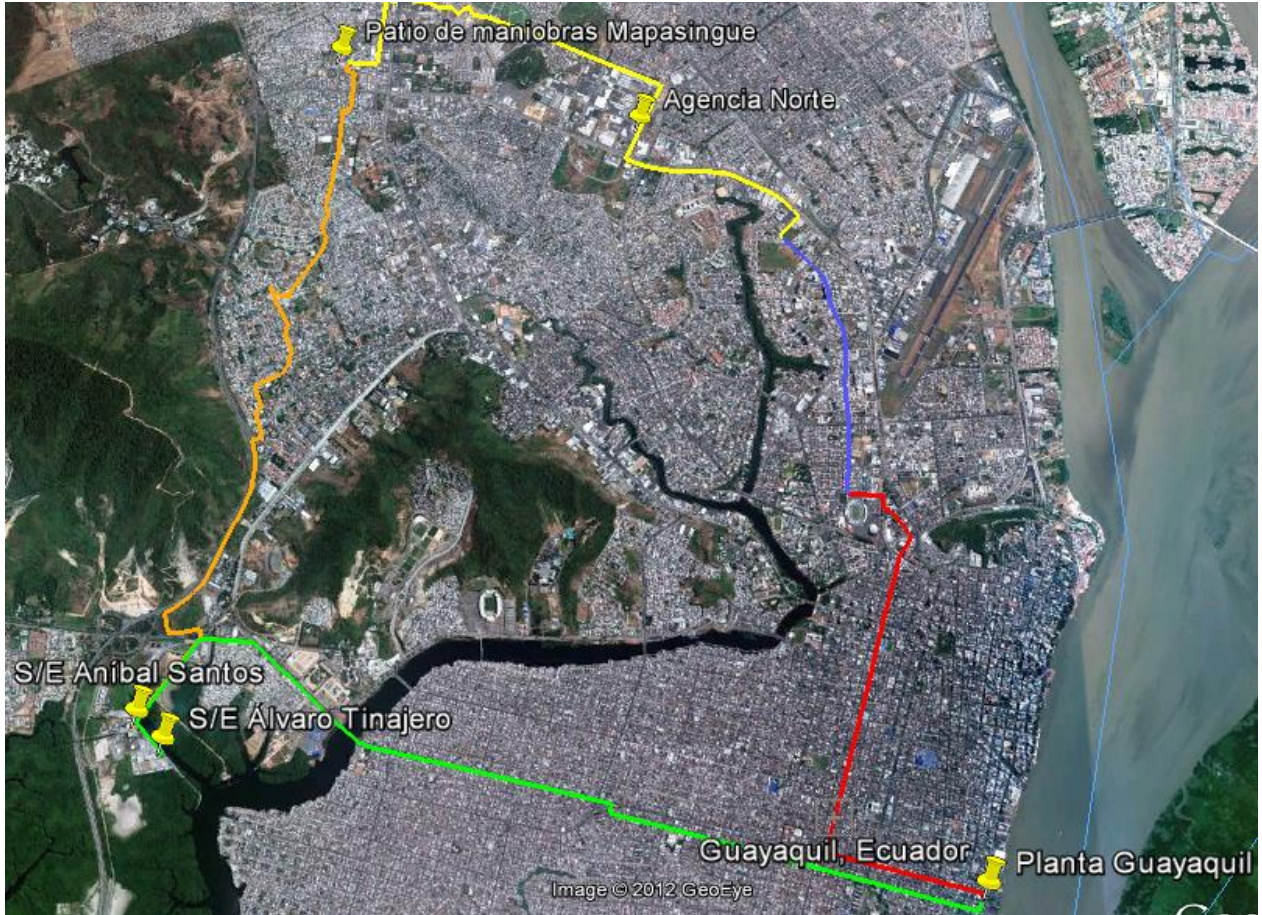 Patio de maniobras Mapasingue
Agencia Norte
S/E Aníbal Santos
S/E Álvaro Tinajero
Guayaquil, Ecuador
Planta Guayaquil
Image © 2012 GeoEye